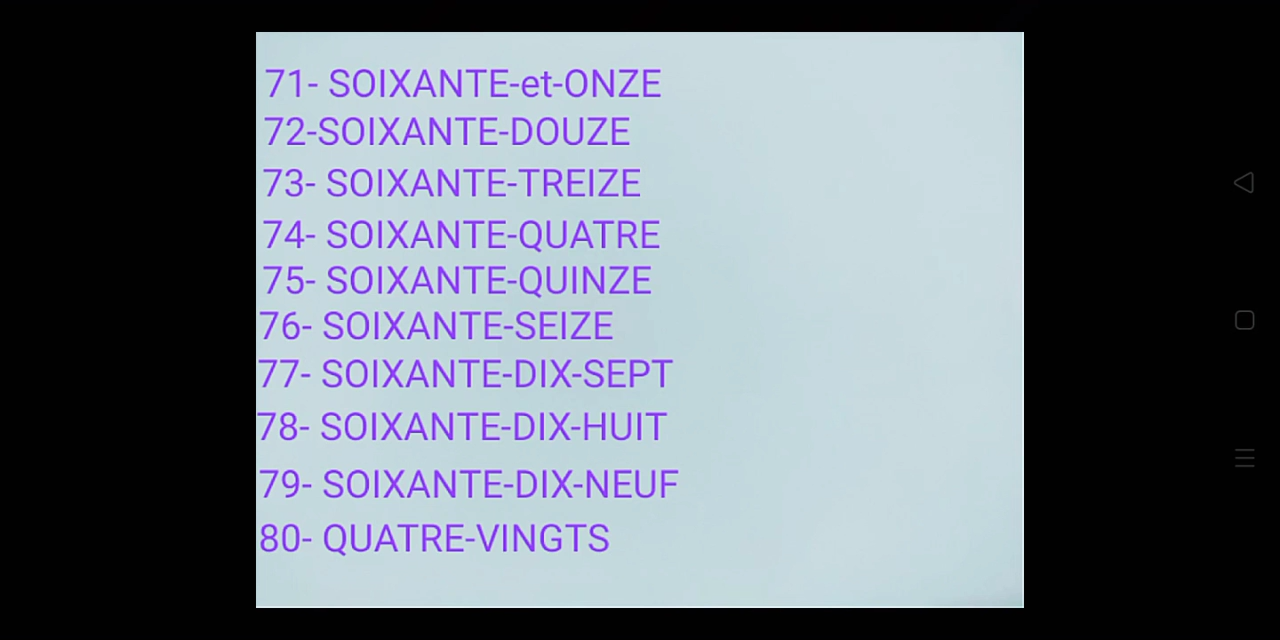 71- SOIXANTE-et-ONZE
72-SOIXANTE-DOUZE
73- SOIXANTE-TREIZE
74- SOIXANTE-QUATRE
75- SOIXANTE-QUINZE
76- SOIXANTE-SEIZE
77- SOIXANTE-DIX-SEPT
78- SOIXANTE-DIX-HUIT
79- SOIXANTE-DIX-NEUF
80- QUATRE-VINGTS